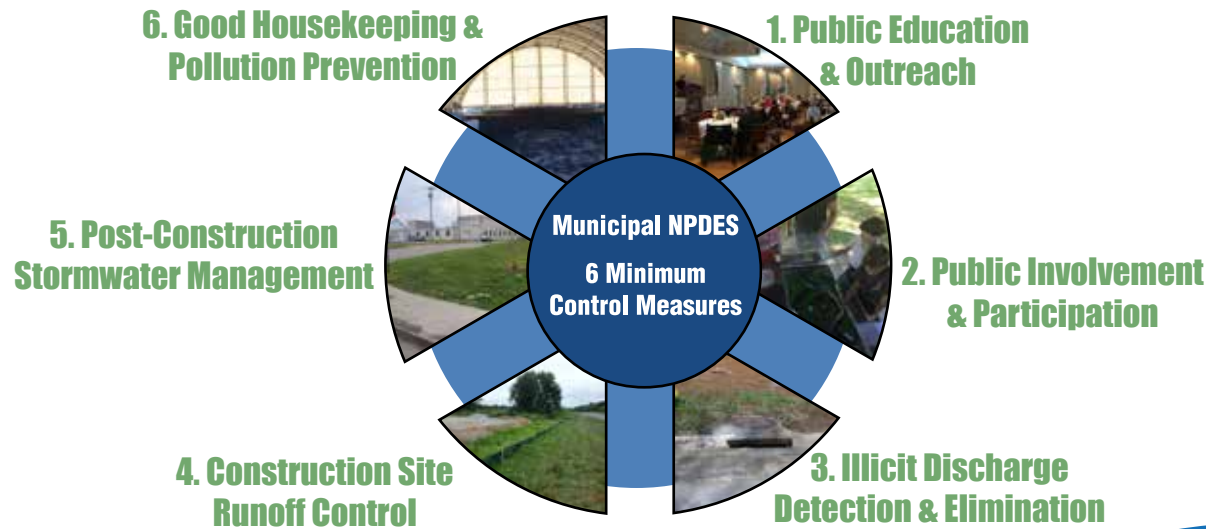 Municipal NPDES
6 Minimum
Control Measures
1. Public Education
& Outreach
2. Public Involvement
& Participation
3. Illicit Discharge
Detection & Elimination
4. Construction Site
Runoff Control
5. Post-Construction
Stormwater Management
6. Good Housekeeping &
Pollution Prevention